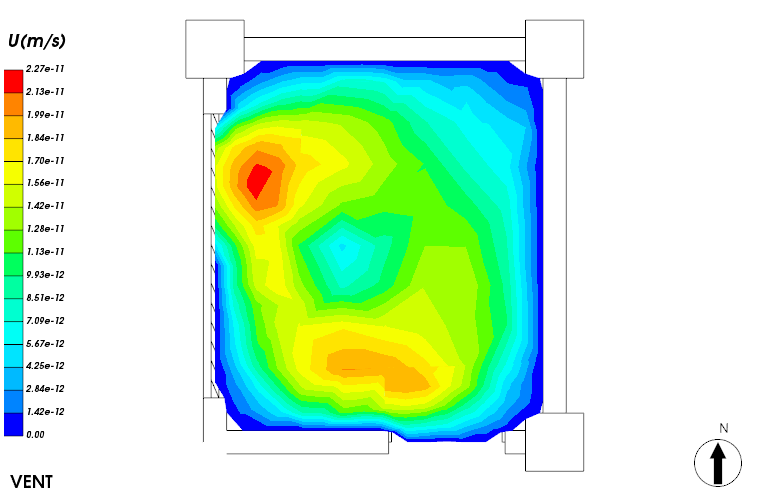 U(m/s)
2.27e-11
2.13e-11
1.99e-11
1.84e-11
1.70e-11
1.56e-11
1.42e-11
1.28e-11
1.13e-11
9.93e-12
8.51e-12
7.09e-12
5.67e-12
4.25e-12
2.84e-12
1.42e-12
0.00
N
VENT